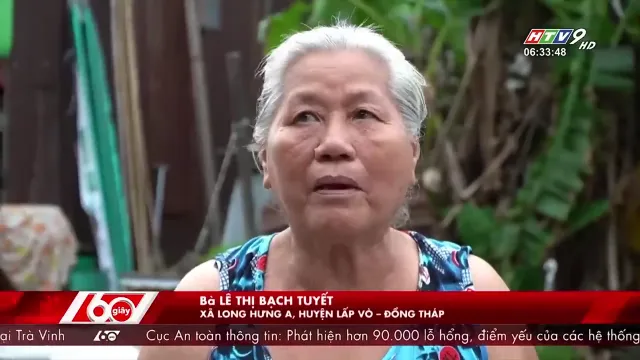 HTV9 HD
06:33:48
Bà LÊ THỊ BẠCH TUYẾT
XÃ LONG HƯNG A, HUYỆN LẤP VÒ – ĐỒNG THÁP
60 giây
ại Trà Vinh 60 giây Cục An toàn thông tin: Phát hiện hơn 90.000 lỗ hổng, điểm yếu của các hệ thống